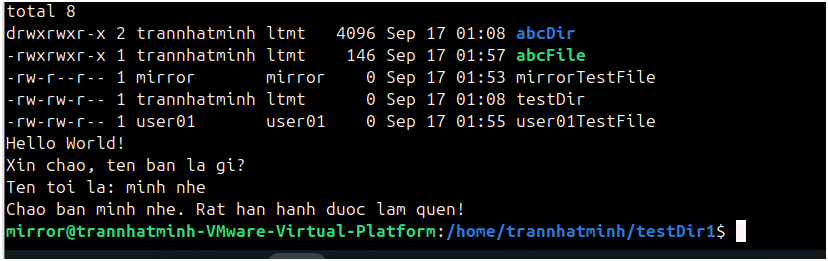 total 8
drwxrwxr-x 2 trannhatminh ltmt   4096 Sep 17 01:08 abcDir
-rwxrwxr-x 1 trannhatminh ltmt    146 Sep 17 01:57 abcFile
-rw-r--r-- 1 mirror       mirror    0 Sep 17 01:53 mirrorTestFile
-rw-rw-r-- 1 trannhatminh ltmt      0 Sep 17 01:08 testDir
-rw-rw-r-- 1 user01       user01    0 Sep 17 01:55 user01TestFile
Hello World!
Xin chao, ten ban la gi?
Ten toi la: minh nhe
Chao ban minh nhe. Rat han hanh duoc lam quen!
mirror@trannhatminh-VMware-Virtual-Platform:/home/trannhatminh/testDir1$